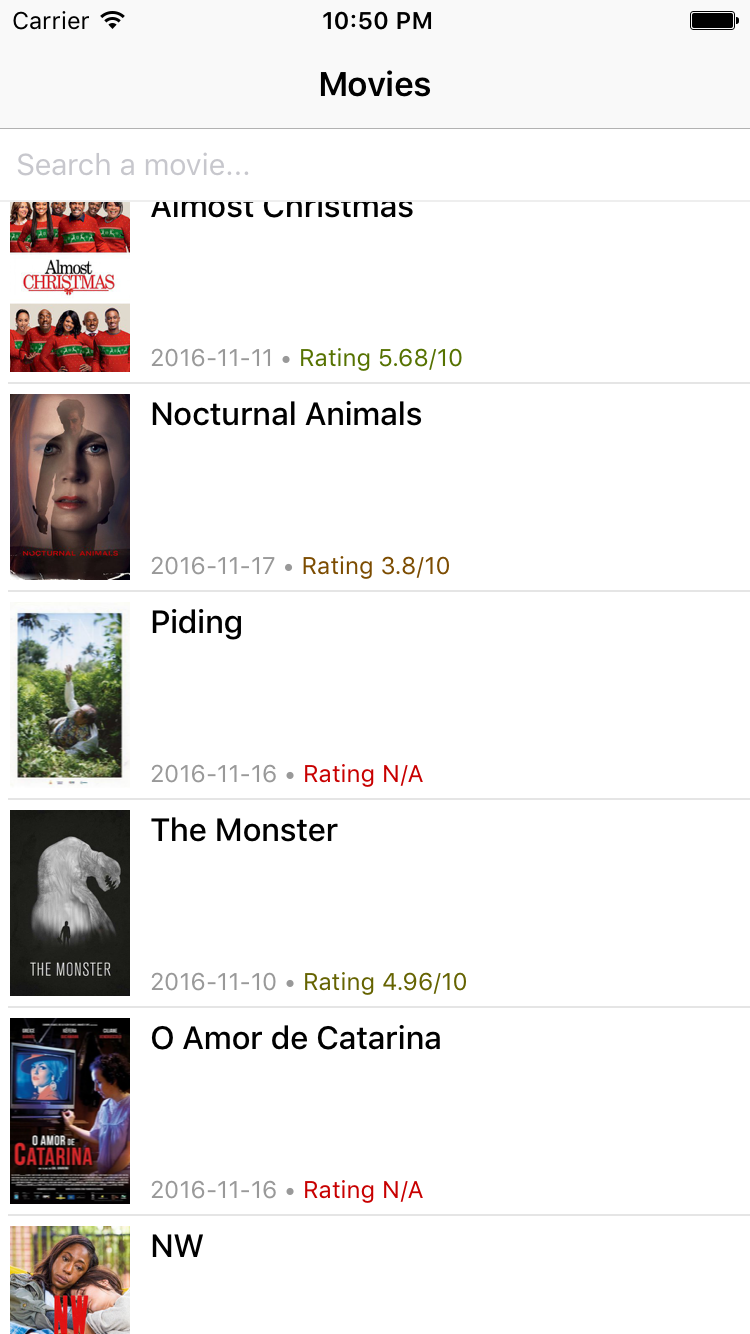 Carrier 10:50 PM
Movies
Search a movie...
Almost Christmas
Almost
CHRISTMAS
2016-11-11 • Rating 5.68/10
Nocturnal Animals
NOCTURNAL ANIMALS
2016-11-17 • Rating 3.8/10
Piding
2016-11-16 • Rating N/A
The Monster
THE MONSTER
2016-11-10 • Rating 4.96/10
O Amor de Catarina
O AMOR DE
CATARINA
2016-11-16 • Rating N/A
NW
NW